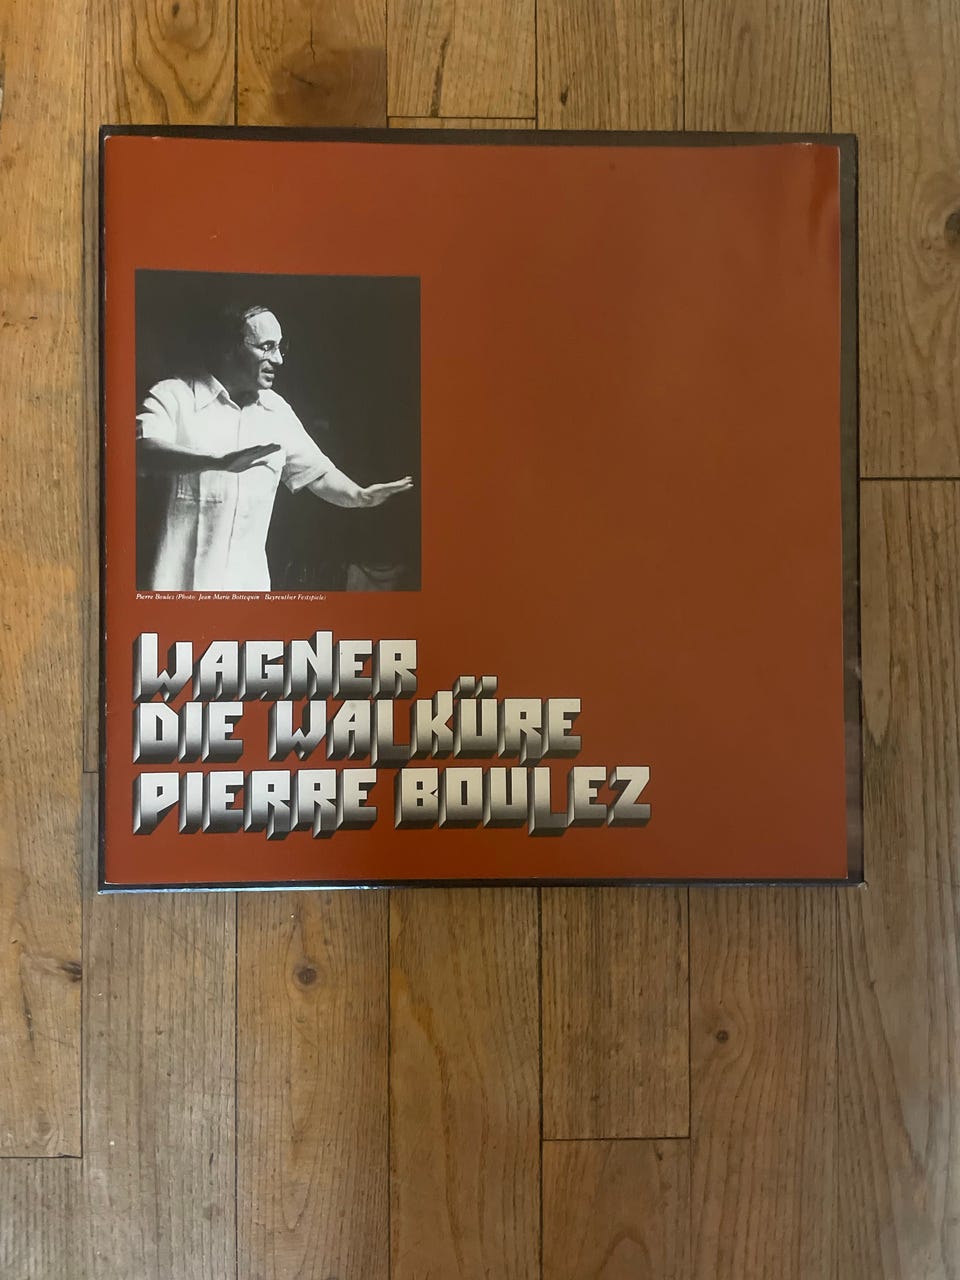 Pierre Boulez (Photo: Jean-Marie Bottequin Bayreuther Festspiele)
WAGNER
DIE WALKÜRE
PIERRE BOULEZ